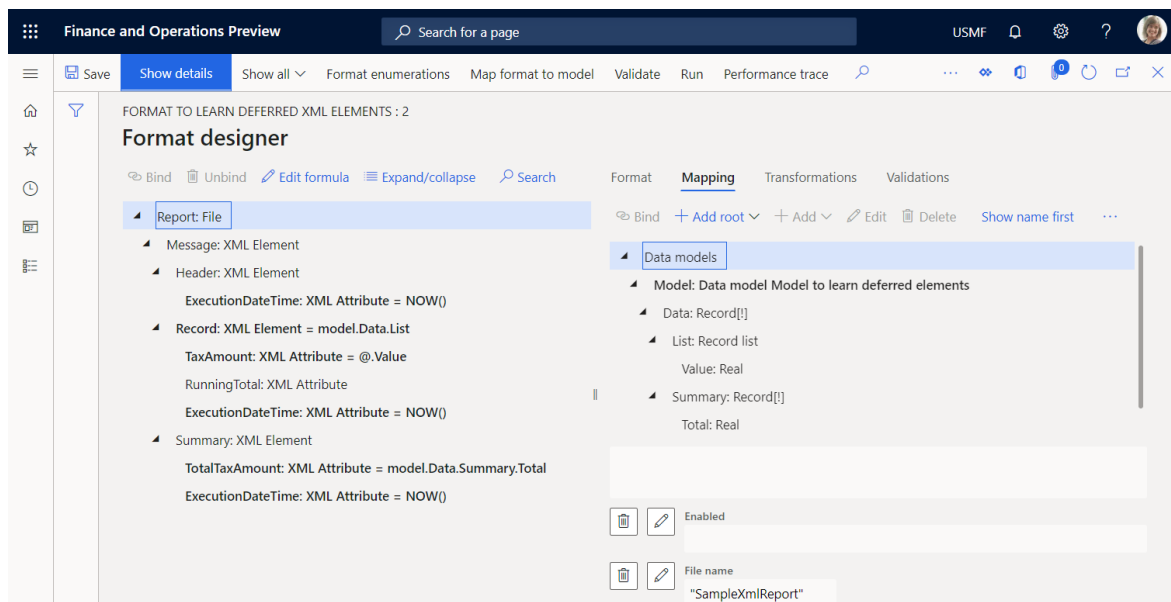 Finance and Operations Preview
Search for a page
USMF
?
Save
Show details
Show all
Format enumerations
Map format to model
Validate
Run
Performance trace
...
0
FORMAT TO LEARN DEFERRED XML ELEMENTS : 2
Format designer
Bind
Unbind
Edit formula
Expand/collapse
Search
Report: File
Message: XML Element
Header: XML Element
ExecutionDateTime: XML Attribute = NOW()
Record: XML Element = model.Data.List
TaxAmount: XML Attribute = @.Value
RunningTotal: XML Attribute
ExecutionDateTime: XML Attribute = NOW()
Summary: XML Element
TotalTaxAmount: XML Attribute = model.Data.Summary.Total
ExecutionDateTime: XML Attribute = NOW()
Format
Mapping
Transformations
Validations
Bind
Add root
Add
Edit
Delete
Show name first
...
Data models
Model: Data model Model to learn deferred elements
Data: Record[!]
List: Record list
Value: Real
Summary: Record[!]
Total: Real
Enabled
File name
"SampleXmlReport"